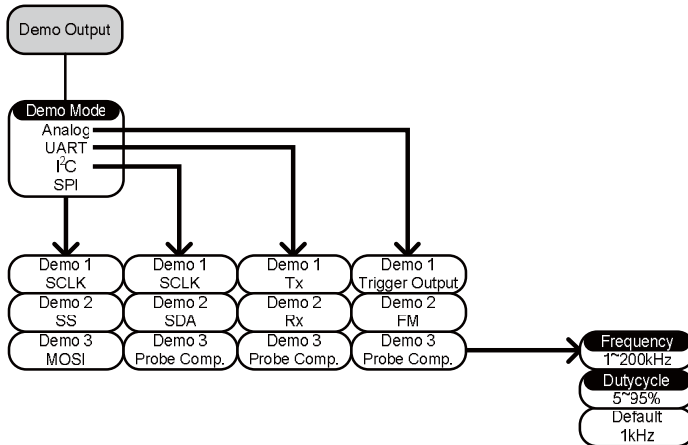 Demo Output
Demo Mode
Analog
UART
I²C
SPI
Demo 1
SCLK
Demo 2
SS
Demo 3
MOSI
Demo 1
SCLK
Demo 2
SDA
Demo 3
Probe Comp.
Demo 1
Tx
Demo 2
Rx
Demo 3
Probe Comp.
Demo 1
Trigger Output
Demo 2
FM
Demo 3
Probe Comp.
Frequency
1~200kHz
Dutycycle
5~95%
Default
1kHz